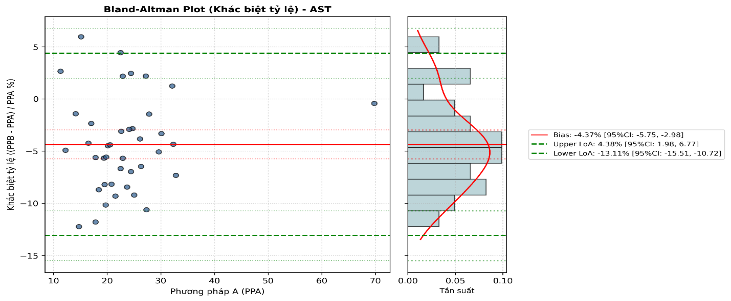 Bland-Altman Plot (Khác biệt tỷ lệ) - AST
Khác biệt tỷ lệ ((PPB - PPA) / PPA %)
5
0
−5
−10
−15
10
20
30
40
50
60
70
Phương pháp A (PPA)
0.00
0.05
0.10
Tần suất
Bias: -4.37% [95%CI: -5.75, -2.98]
Upper LoA: 4.38% [95%CI: 1.98, 6.77]
Lower LoA: -13.11% [95%CI: -15.51, -10.72]